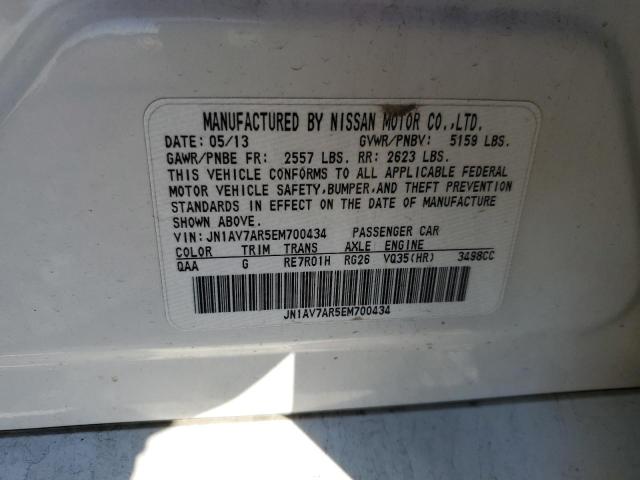 MANUFACTURED BY NISSAN MOTOR CO.,LTD.
DATE: 05/13 GVWR/PNBV: 5159 LBS.
GAWR/PNBE FR: 2557 LBS. RR: 2623 LBS.
THIS VEHICLE CONFORMS TO ALL APPLICABLE FEDERAL
MOTOR VEHICLE SAFETY,BUMPER,AND THEFT PREVENTION
STANDARDS IN EFFECT ON THE DATE OF MANUFACTURE
SHOWN ABOVE.
VIN: JN1AV7AR5EM700434 PASSENGER CAR
COLOR TRIM TRANS AXLE ENGINE
QAA G RE7R01H RG26 VQ35(HR) 3498CC
JN1AV7AR5EM700434